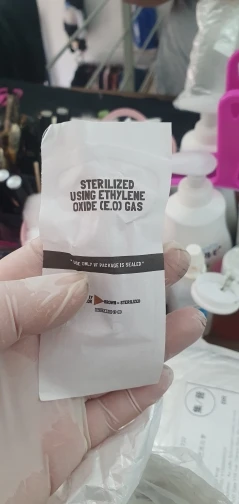 STERILIZED
USING ETHYLENE
OXIDE (E.O) GAS
"USE ONLY IF PACKAGE IS SEALED"